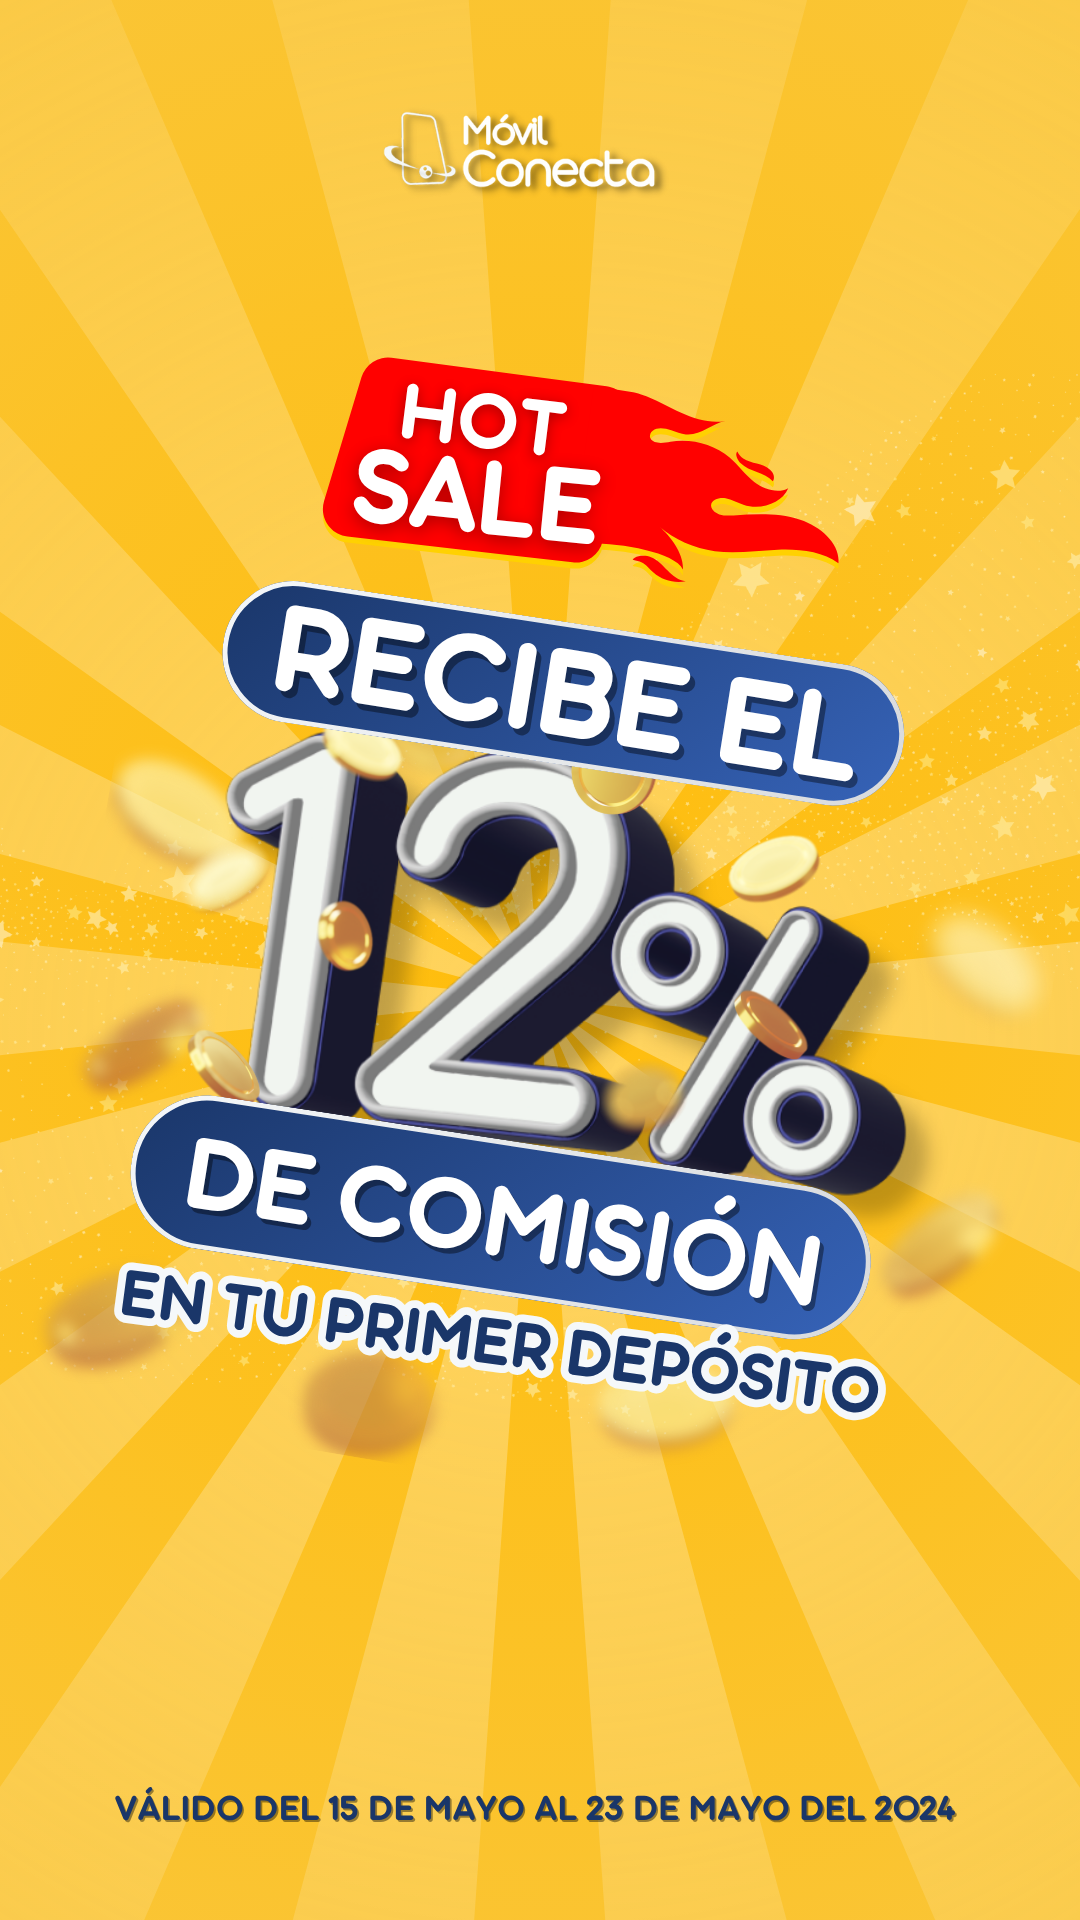 Móvil
Conecta
HOT
SALE
RECIBE EL
12%
DE COMISIÓN
EN TU PRIMER DEPÓSITO
VÁLIDO DEL 15 DE MAYO AL 23 DE MAYO DEL 2024